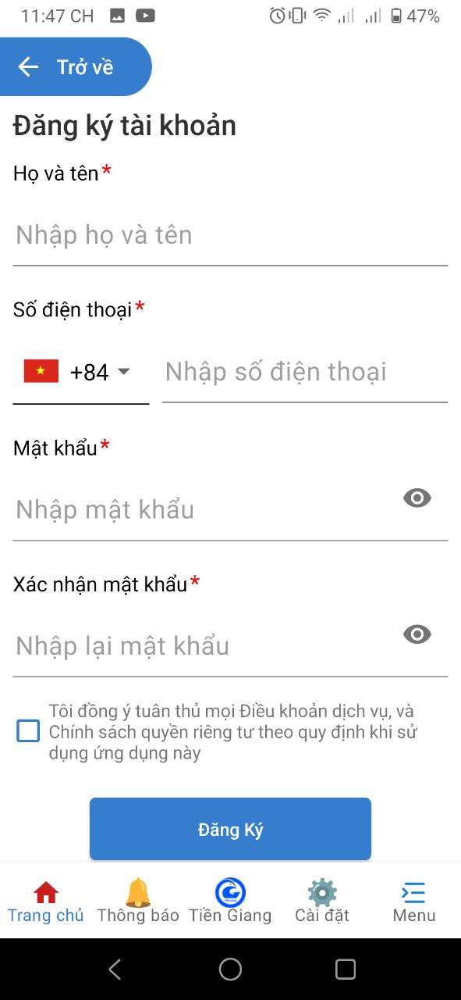 11:47 CH
47%
Trở về
Đăng ký tài khoản
Họ và tên*
Nhập họ và tên
Số điện thoại*
+84
Nhập số điện thoại
Mật khẩu*
Nhập mật khẩu
Xác nhận mật khẩu*
Nhập lại mật khẩu
Tôi đồng ý tuân thủ mọi Điều khoản dịch vụ, và
Chính sách quyền riêng tư theo quy định khi sử
dụng ứng dụng này
Đăng Ký
Trang chủ
Thông báo
Tiền Giang
Cài đặt
Menu